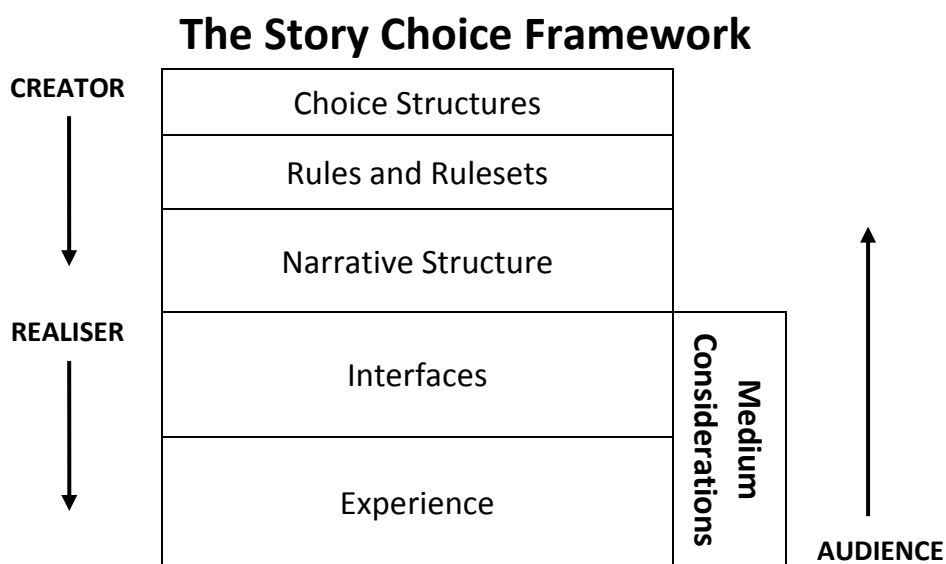 The Story Choice Framework
CREATOR
Choice Structures
Rules and Rulesets
Narrative Structure
REALISER
Interfaces
Medium
Considerations
Experience
AUDIENCE